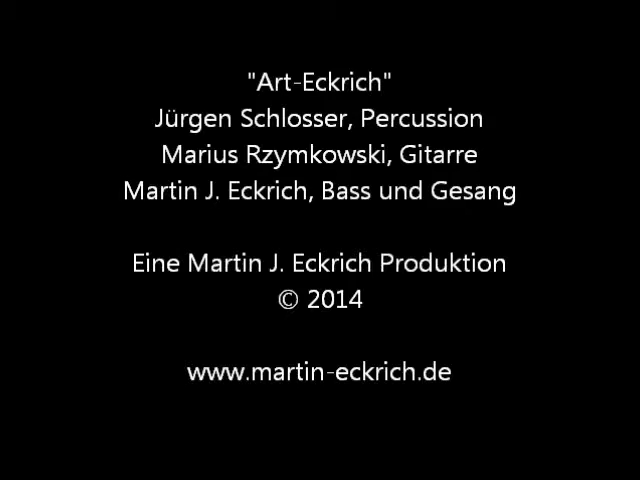 "Art-Eckrich"
Jürgen Schlosser, Percussion
Marius Rzymkowski, Gitarre
Martin J. Eckrich, Bass und Gesang
Eine Martin J. Eckrich Produktion
© 2014
www.martin-eckrich.de